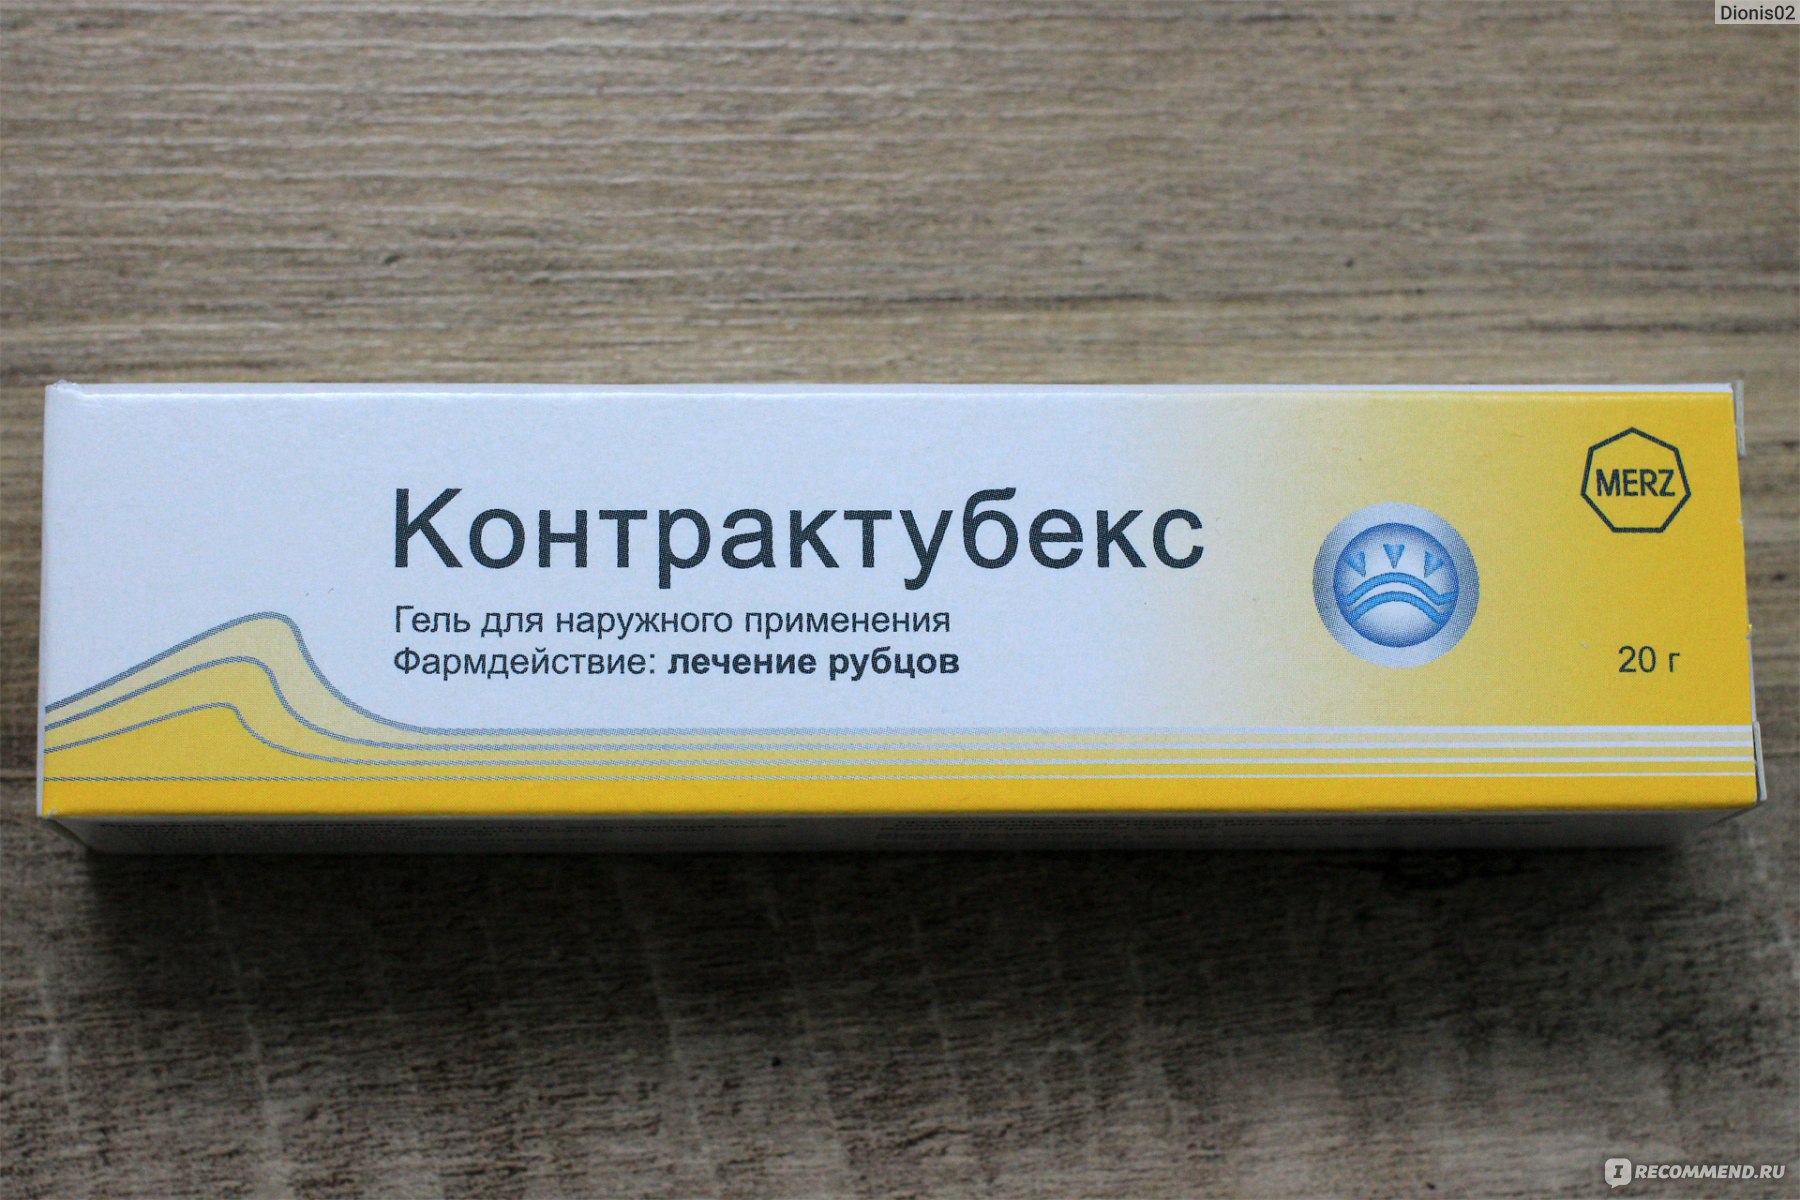 Dionis02
MERZ
Контрактубекс
Гель для наружного применения
Фармдействие: лечение рубцов
20 г
IRECOMMEND.RU